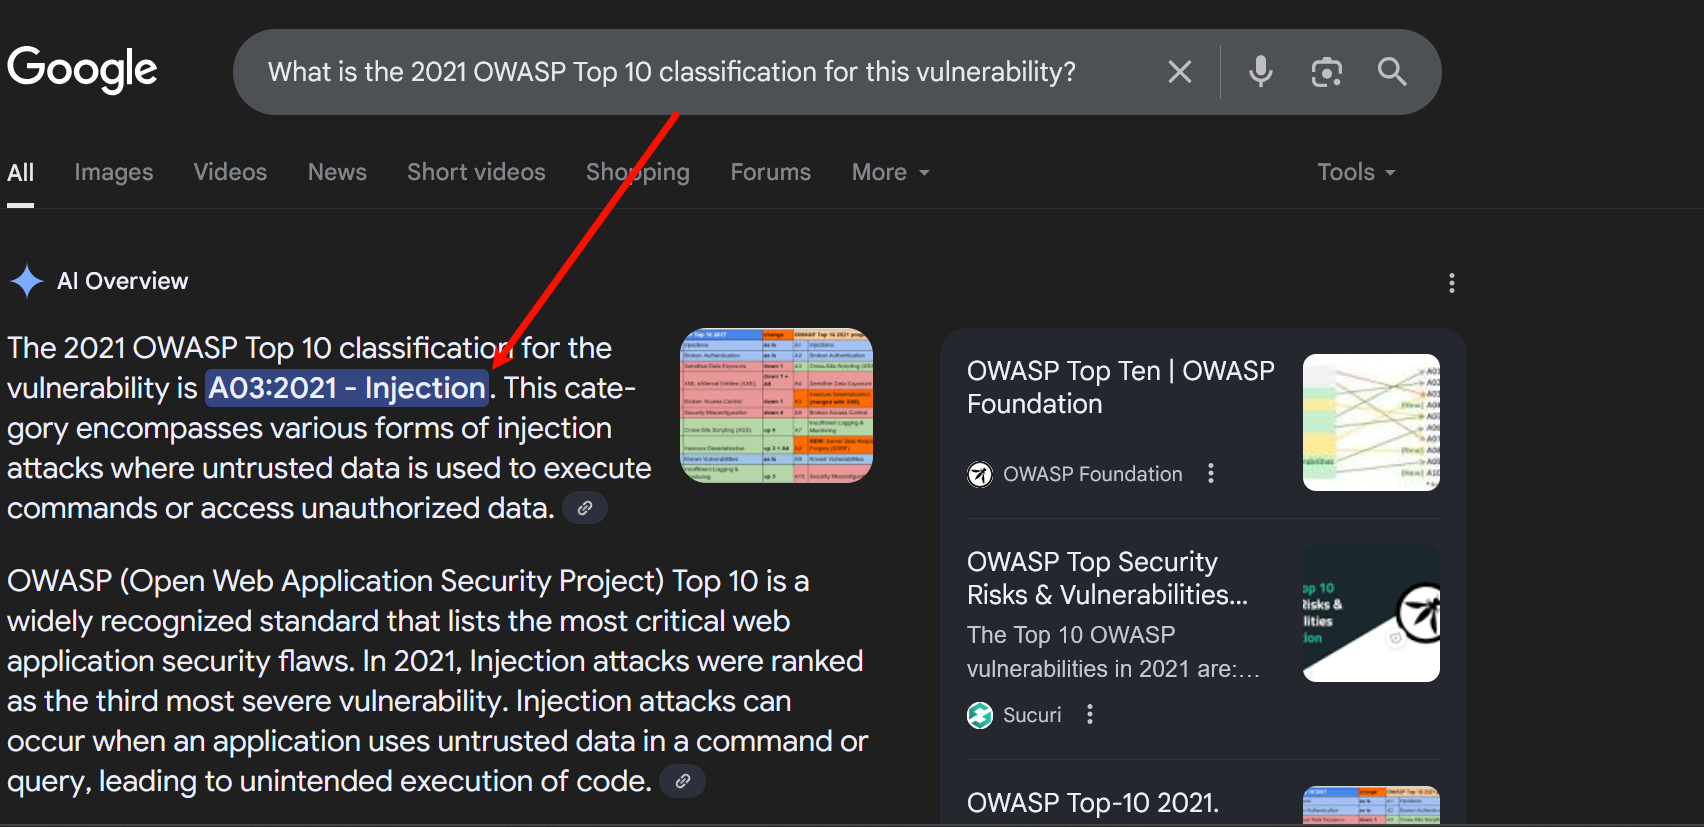 Google
What is the 2021 OWASP Top 10 classification for this vulnerability?
All Images Videos News Short videos Shopping Forums More Tools
AI Overview
The 2021 OWASP Top 10 classification for the
vulnerability is A03:2021 - Injection. This cate-
gory encompasses various forms of injection
attacks where untrusted data is used to execute
commands or access unauthorized data.
OWASP (Open Web Application Security Project) Top 10 is a
widely recognized standard that lists the most critical web
application security flaws. In 2021, Injection attacks were ranked
as the third most severe vulnerability. Injection attacks can
occur when an application uses untrusted data in a command or
query, leading to unintended execution of code.
OWASP Top Ten | OWASP
Foundation
OWASP Foundation
OWASP Top Security
Risks & Vulnerabilities...
The Top 10 OWASP
vulnerabilities in 2021 are:...
Sucuri
op 10
Risks &
lities
ion
OWASP Top-10 2021.